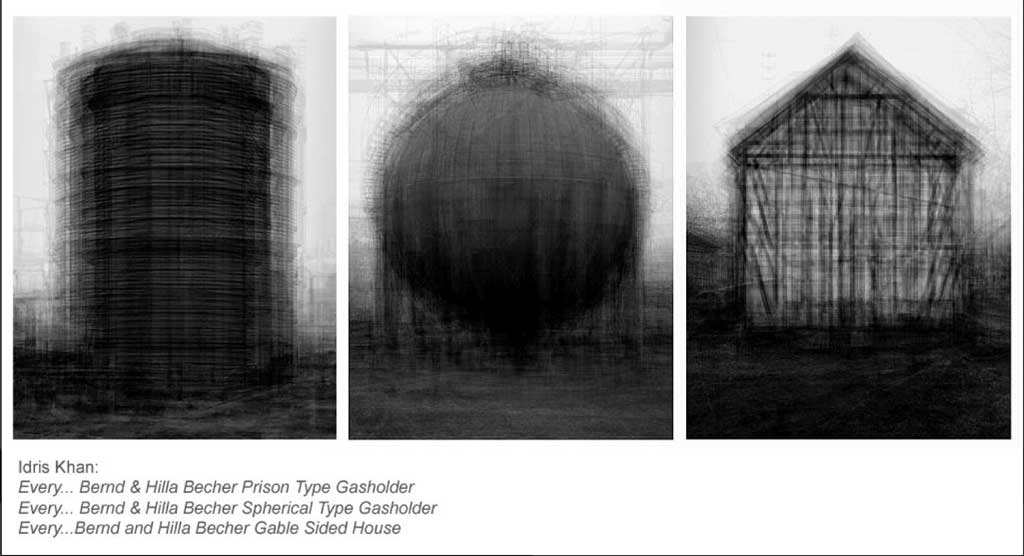 Idris Khan:
Every... Bernd & Hilla Becher Prison Type Gasholder
Every... Bernd & Hilla Becher Spherical Type Gasholder
Every...Bernd and Hilla Becher Gable Sided House